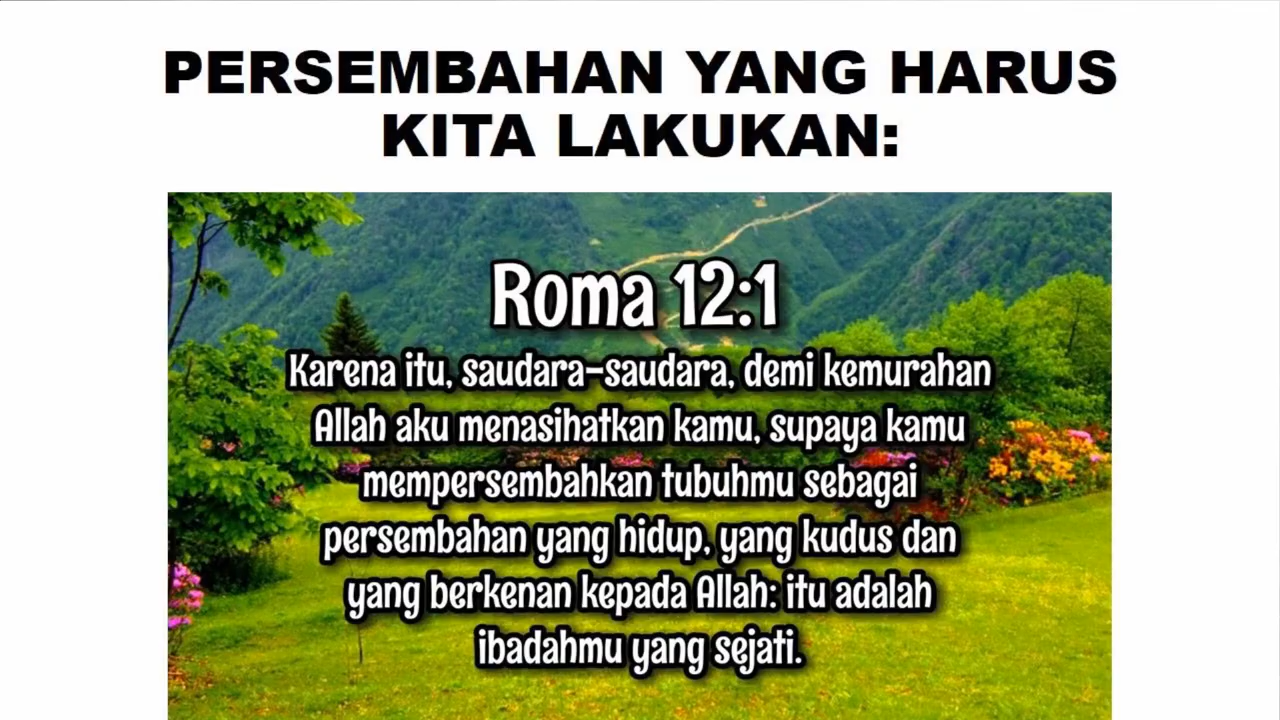 PERSEMBAHAN YANG HARUS
KITA LAKUKAN:
Roma 12:1
Karena itu, saudara-saudara, demi kemurahan
Allah aku menasihatkan kamu, supaya kamu
mempersembahkan tubuhmu sebagai
persembahan yang hidup, yang kudus dan
yang berkenan kepada Allah: itu adalah
ibadahmu yang sejati.